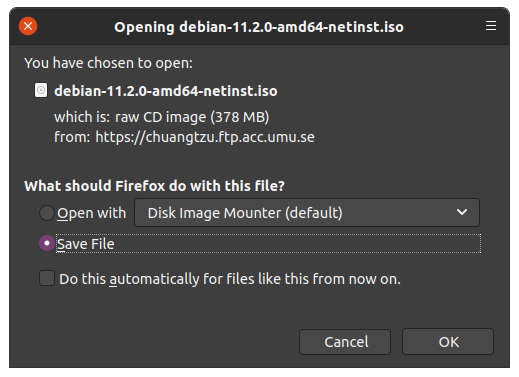 Opening debian-11.2.0-amd64-netinst.iso
You have chosen to open:
debian-11.2.0-amd64-netinst.iso
which is: raw CD image (378 MB)
from: https://chuangtzu.ftp.acc.umu.se
What should Firefox do with this file?
Open with Disk Image Mounter (default)
Save File
Do this automatically for files like this from now on.
Cancel OK